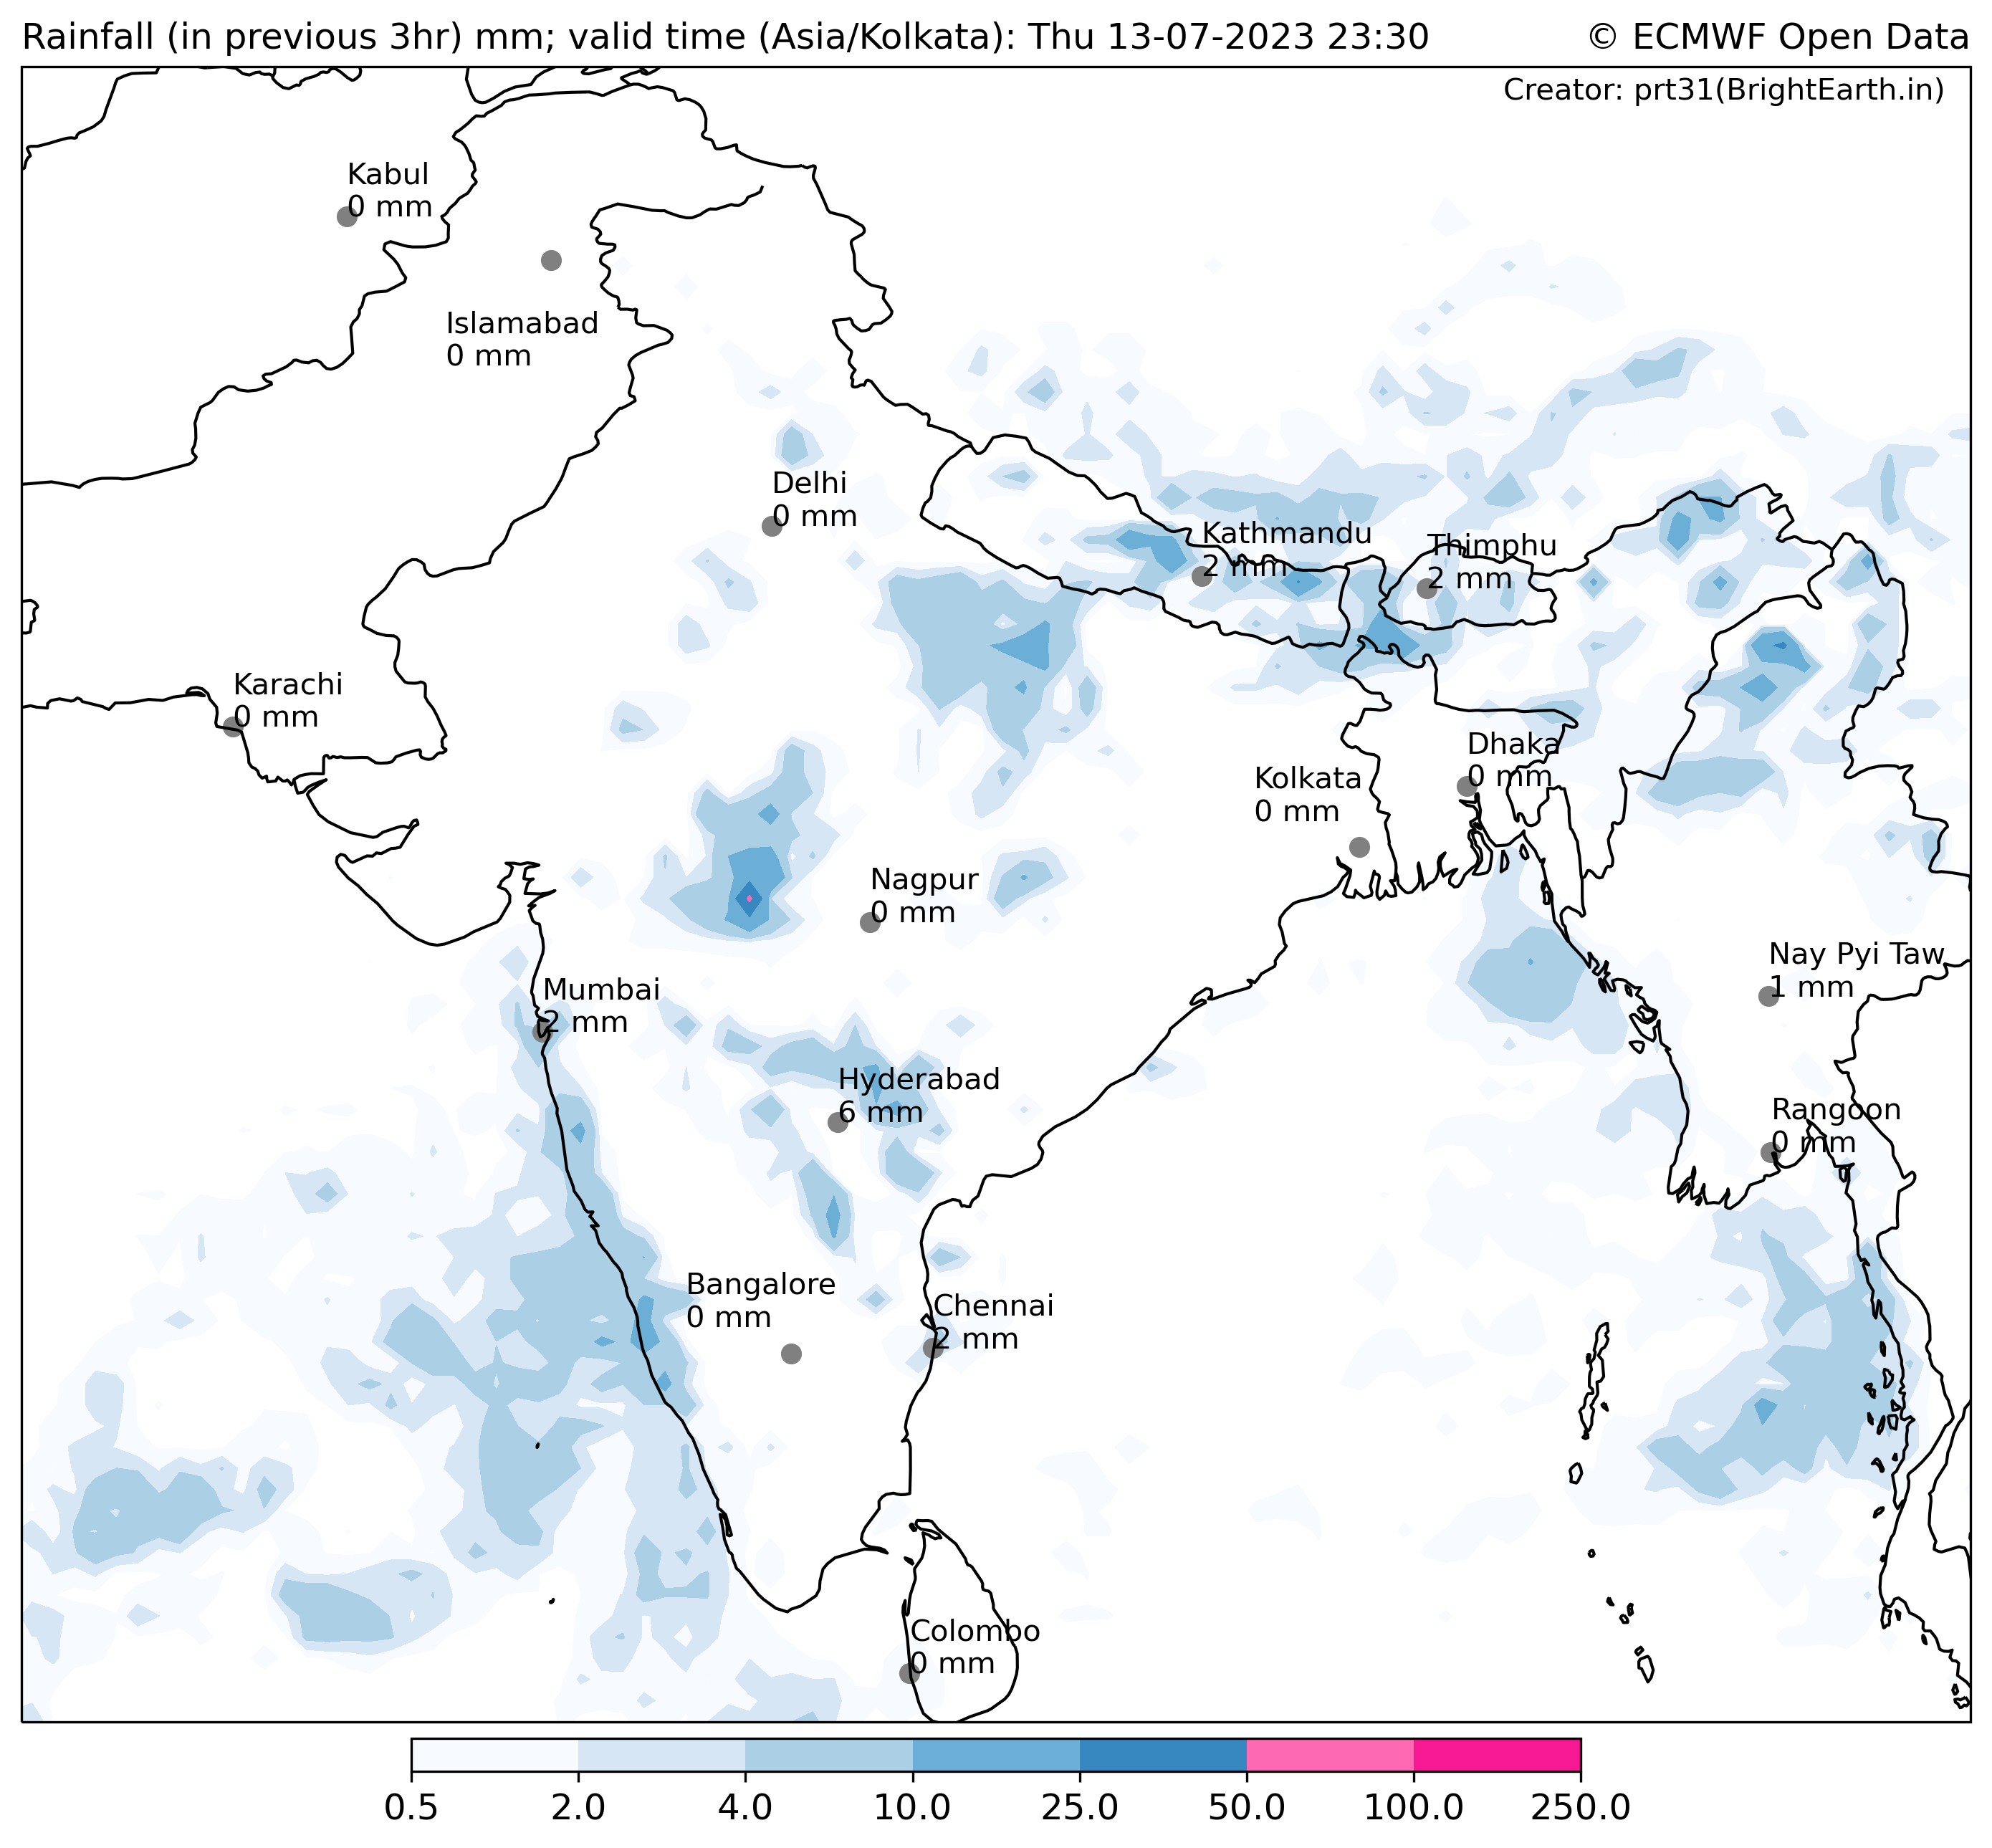 Rainfall (in previous 3hr) mm; valid time (Asia/Kolkata): Thu 13-07-2023 23:30
© ECMWF Open Data
Creator: prt31(BrightEarth.in)
Kabul
0 mm
Islamabad
0 mm
Delhi
0 mm
Kathmandu
2 mm
Thimphu
2 mm
Karachi
0 mm
Dhaka
0 mm
Kolkata
0 mm
Nagpur
0 mm
Nay Pyi Taw
1 mm
Mumbai
2 mm
Hyderabad
6 mm
Rangoon
0 mm
Bangalore
0 mm
Chennai
2 mm
Colombo
0 mm
0.5 2.0 4.0 10.0 25.0 50.0 100.0 250.0